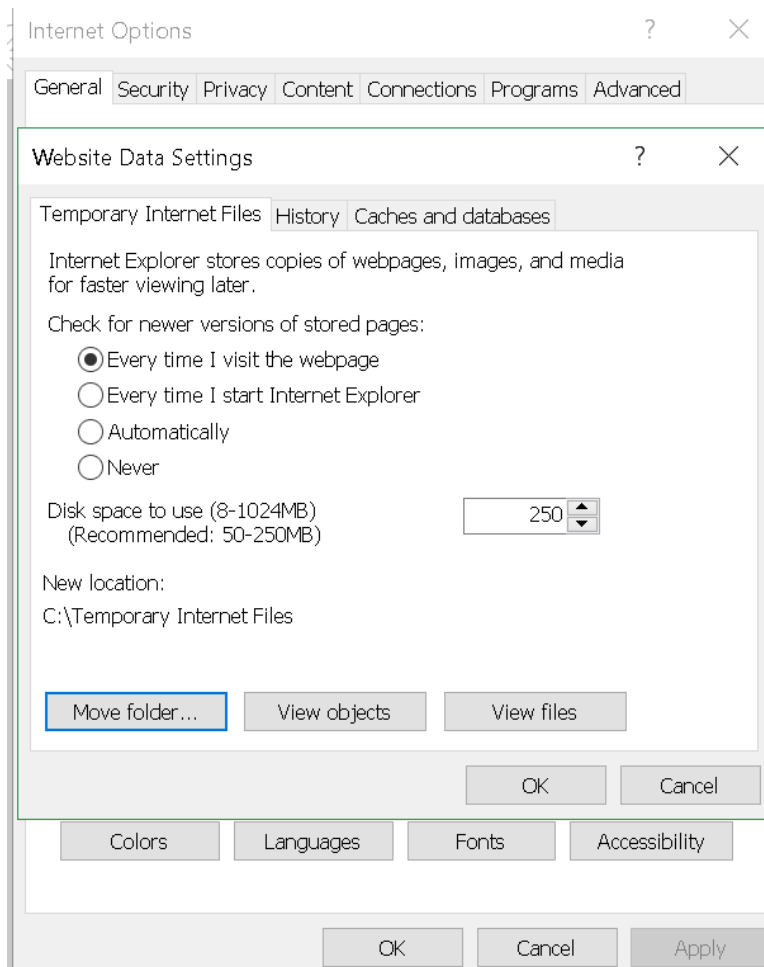 Internet Options ?
General Security Privacy Content Connections Programs Advanced
Website Data Settings ?
Temporary Internet Files History Caches and databases
Internet Explorer stores copies of webpages, images, and media
for faster viewing later.
Check for newer versions of stored pages:
Every time I visit the webpage
Every time I start Internet Explorer
Automatically
Never
Disk space to use (8-1024MB) 250
(Recommended: 50-250MB)
New location:
C:\Temporary Internet Files
Move folder... View objects View files
OK Cancel
Colors Languages Fonts Accessibility
OK Cancel Apply